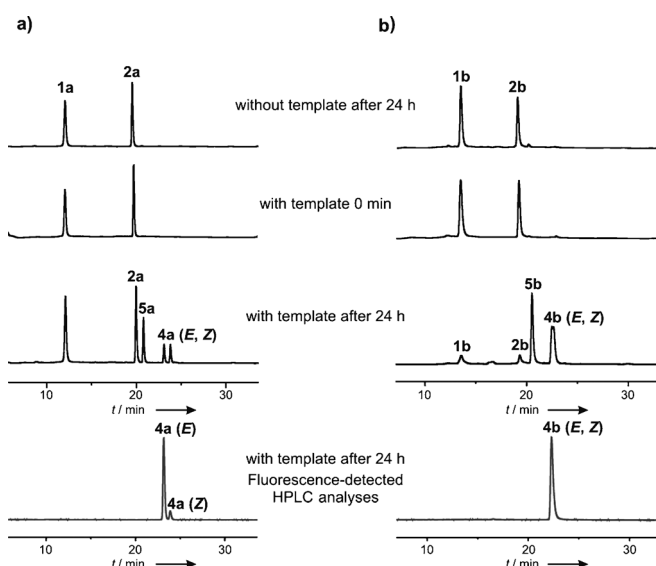 a)
b)
1a
2a
without template after 24 h
1b
2b
with template 0 min
2a
5a
4a (E, Z)
with template after 24 h
1b
2b
5b
4b (E, Z)
10
20
30
t / min
10
20
30
t / min
4a (E)
4a (Z)
with template after 24 h
Fluorescence-detected
HPLC analyses
4b (E, Z)
10
20
30
t / min
10
20
30
t / min